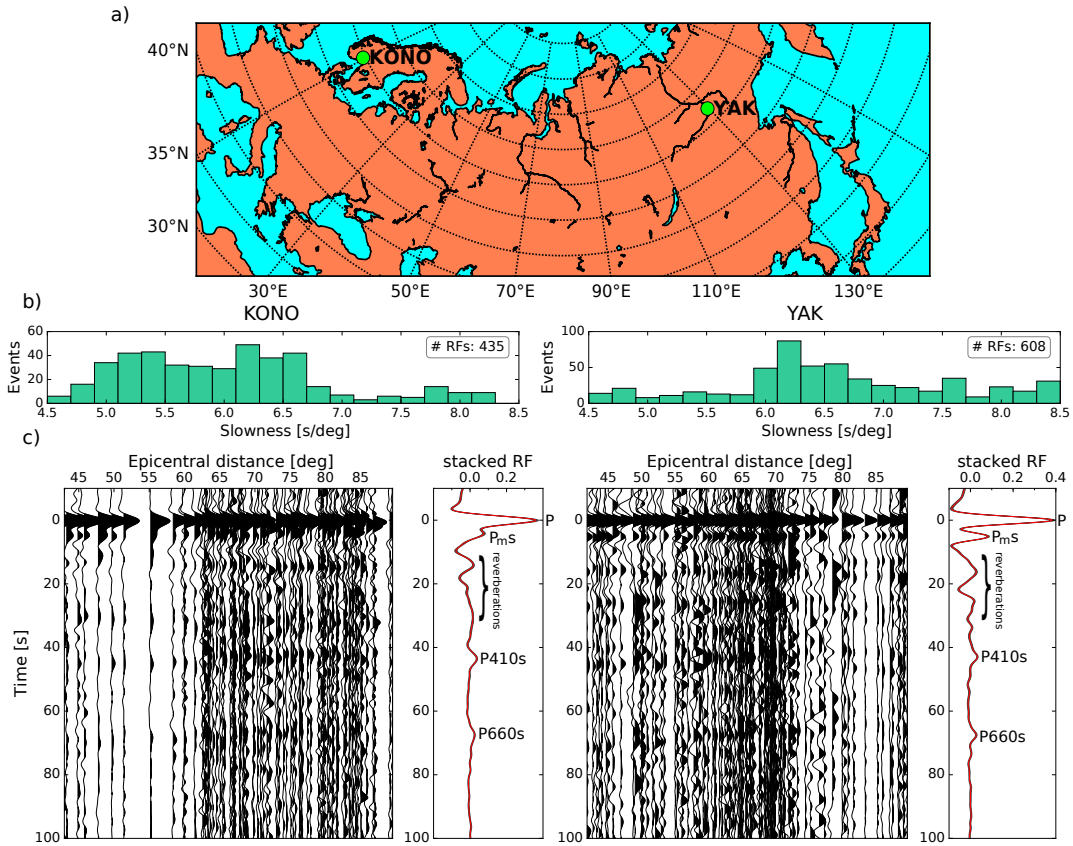 a)
40°N
35°N
30°N
KONO
YAK
30°E
50°E
70°E
90°E
110°E
130°E
b)
KONO
60
40
20
0
Events
# RFs: 435
4.5 5.0 5.5 6.0 6.5 7.0 7.5 8.0 8.5
Slowness [s/deg]
YAK
100
50
0
Events
# RFs: 608
4.5 5.0 5.5 6.0 6.5 7.0 7.5 8.0 8.5
Slowness [s/deg]
c)
Epicentral distance [deg]
45 50 55 60 65 70 75 80 85
Time [s]
0
20
40
60
80
100
stacked RF
0.0 0.2
P
Pms
reverberations
P410s
P660s
Epicentral distance [deg]
45 50 55 60 65 70 75 80 85
0
20
40
60
80
100
stacked RF
0.0 0.4
P
Pms
reverberations
P410s
P660s